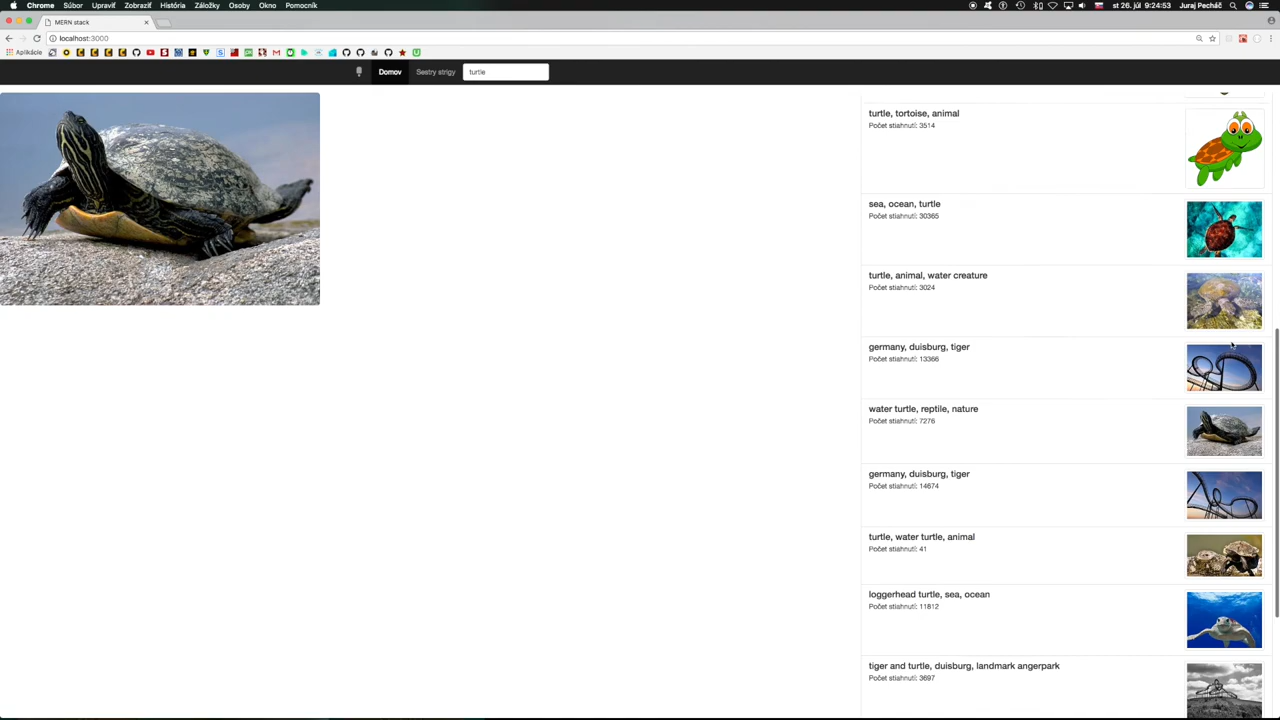 Chrome Súbor Upraviť Zobraziť História Záložky Osoby Okno Pomocník
st 26. júl 9:24:53 Juraj Pecháč
MERN stack
localhost:3000
Aplikácie
Domov Sestry strigy turtle
turtle, tortoise, animal
Počet stiahnutí: 3514
sea, ocean, turtle
Počet stiahnutí: 30365
turtle, animal, water creature
Počet stiahnutí: 3024
germany, duisburg, tiger
Počet stiahnutí: 13366
water turtle, reptile, nature
Počet stiahnutí: 7276
germany, duisburg, tiger
Počet stiahnutí: 14674
turtle, water turtle, animal
Počet stiahnutí: 41
loggerhead turtle, sea, ocean
Počet stiahnutí: 11812
tiger and turtle, duisburg, landmark angerpark
Počet stiahnutí: 3697